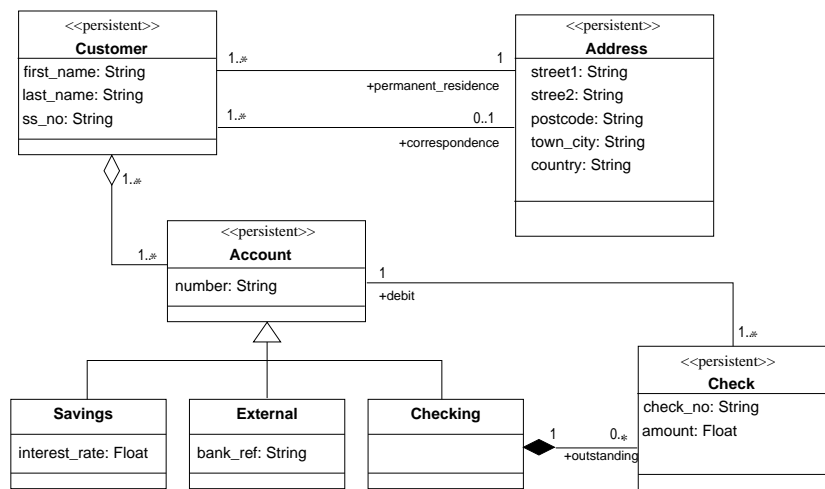 <<persistent>>
Customer
first_name: String
last_name: String
ss_no: String
<<persistent>>
Address
street1: String
stree2: String
postcode: String
town_city: String
country: String
1..*
1
+permanent_residence
1..*
0..1
+correspondence
1..*
1..*
<<persistent>>
Account
number: String
1
+debit
1..*
<<persistent>>
Check
check_no: String
amount: Float
Savings
interest_rate: Float
External
bank_ref: String
Checking
1
0..*
+outstanding